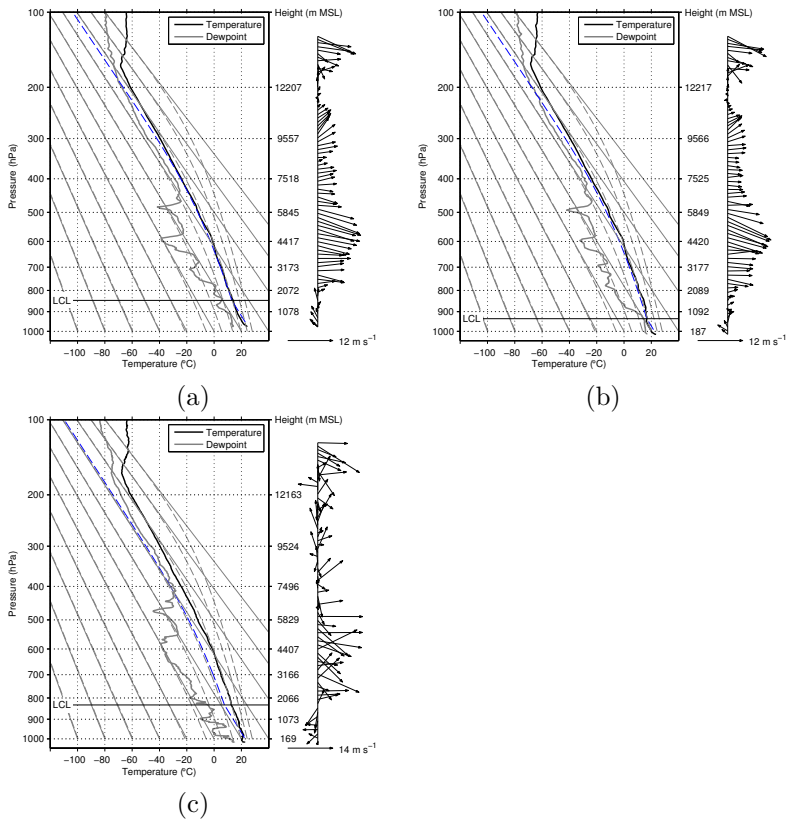 100 Height (m MSL)
Temperature
Dewpoint
200 12207
300 9557
400 7518
500 5845
600 4417
700 3173
800 2072
LCL
900 1078
1000
Pressure (hPa)
−100 −80 −60 −40 −20 0 20
Temperature (°C)
12 m s−1
(a)
100 Height (m MSL)
Temperature
Dewpoint
200 12217
300 9566
400 7525
500 5849
600 4420
700 3177
800 2089
900 1092
LCL
1000 187
Pressure (hPa)
−100 −80 −60 −40 −20 0 20
Temperature (°C)
12 m s−1
(b)
100 Height (m MSL)
Temperature
Dewpoint
200 12163
300 9524
400 7496
500 5829
600 4407
700 3166
800 2066
LCL
900 1073
1000 169
Pressure (hPa)
−100 −80 −60 −40 −20 0 20
Temperature (°C)
14 m s−1
(c)